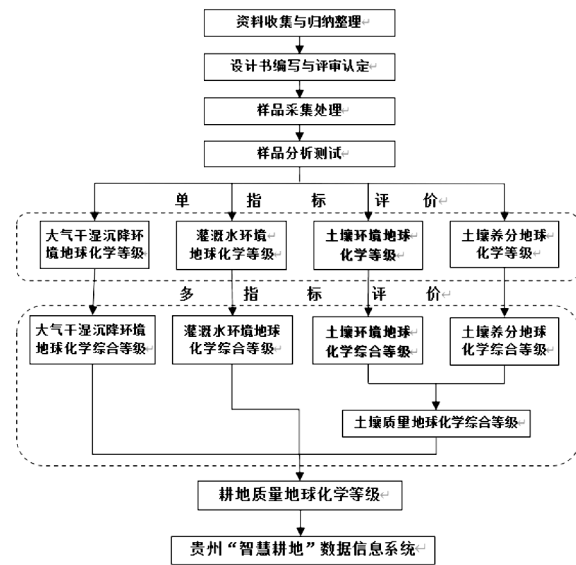 资料收集与归纳整理
设计书编写与评审认定
样品采集处理
样品分析测试
单 指 标 评 价
大气干湿沉降环
境地球化学等级
灌溉水环境
地球化学等级
土壤环境地球
化学等级
土壤养分地球
化学等级
多 指 标 评 价
大气干湿沉降环境
地球化学综合等级
灌溉水环境地球
化学综合等级
土壤环境地球
化学综合等级
土壤养分地球
化学综合等级
土壤质量地球化学综合等级
耕地质量地球化学等级
贵州“智慧耕地”数据信息系统